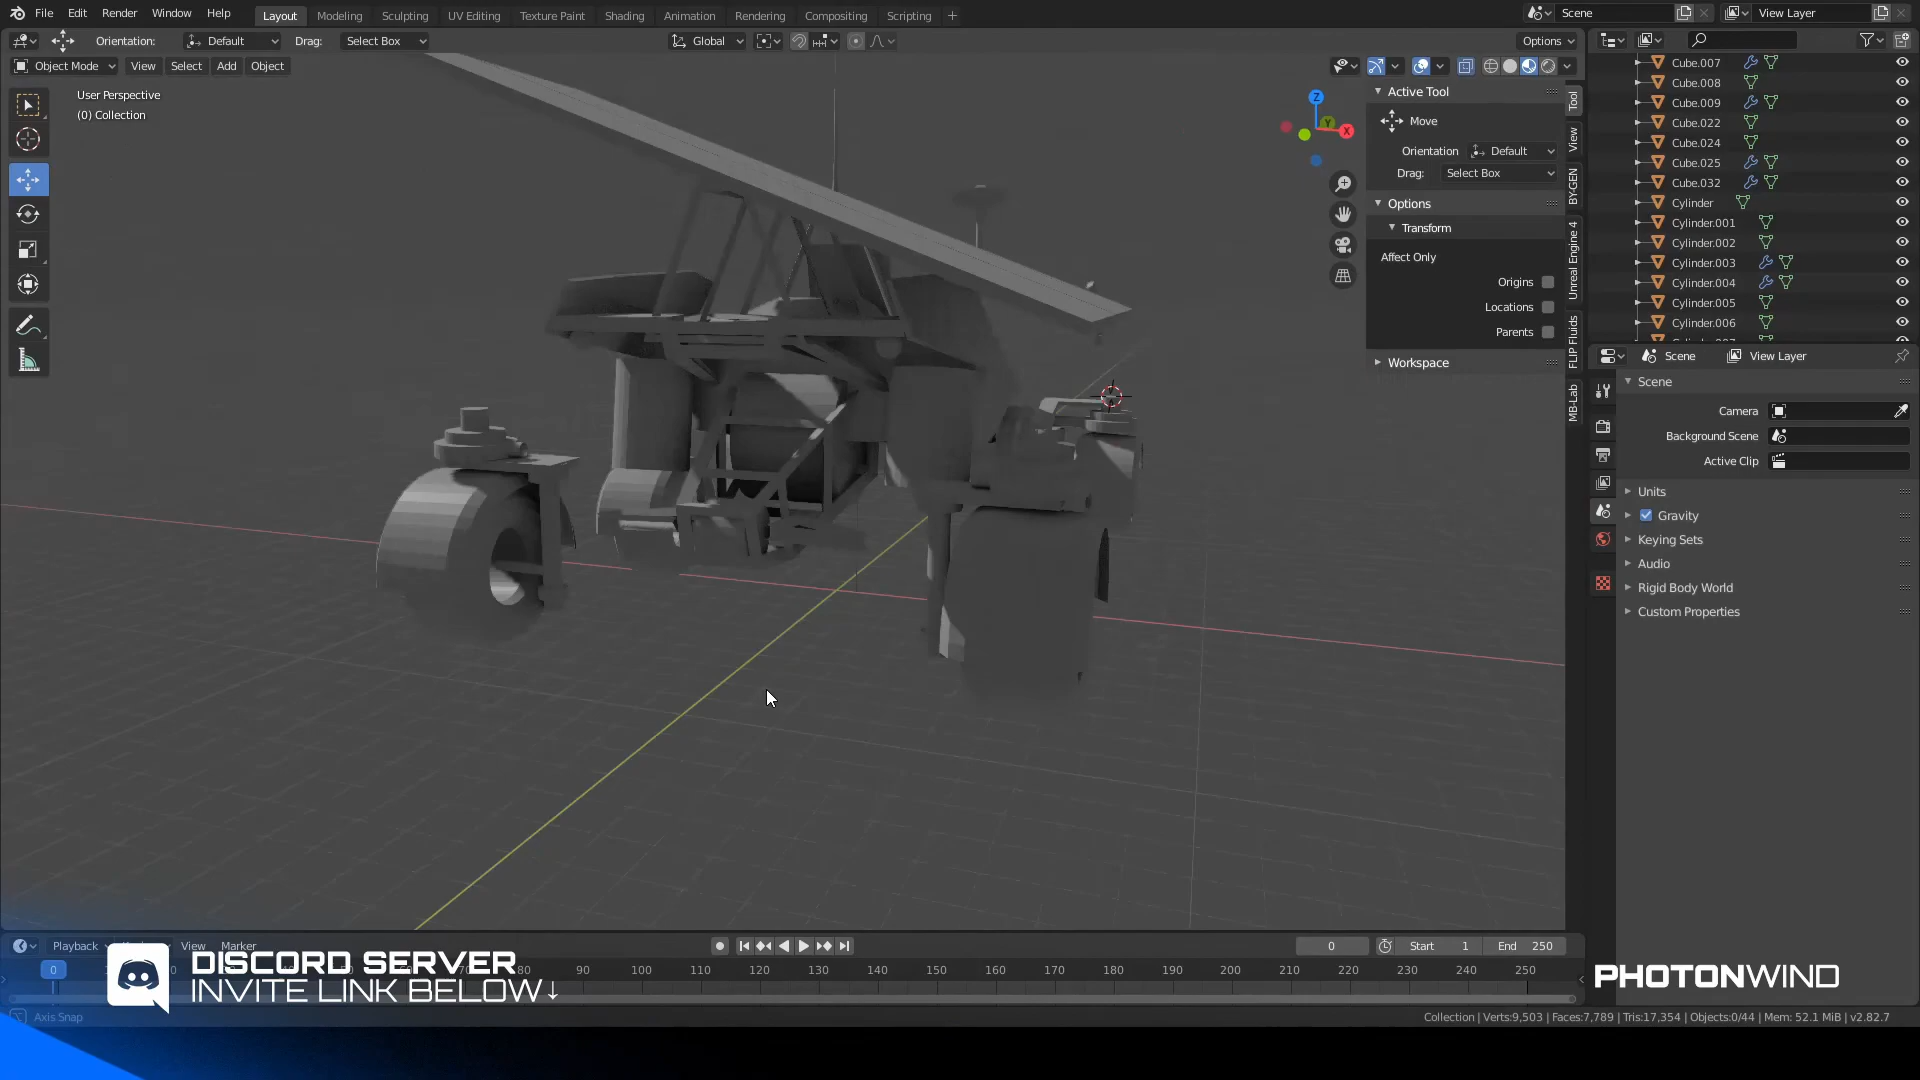 File Edit Render Window Help Layout Modeling Sculpting UV Editing Texture Paint Shading Animation Rendering Compositing Scripting + Scene View Layer
Orientation: Default Drag: Select Box Global Options
Object Mode View Select Add Object
User Perspective
(0) Collection
Z
Y
X
Active Tool
Move
Orientation Default
Drag: Select Box
Options
Transform
Affect Only
Origins
Locations
Parents
Workspace
Tool
View
BY-GEN
Unreal Engine 4
FLIP Fluids
MB-Lab
Cube.007
Cube.008
Cube.009
Cube.022
Cube.024
Cube.025
Cube.032
Cylinder
Cylinder.001
Cylinder.002
Cylinder.003
Cylinder.004
Cylinder.005
Cylinder.006
Scene View Layer
Scene
Camera
Background Scene
Active Clip
Units
Gravity
Keying Sets
Audio
Rigid Body World
Custom Properties
Playback View Marker 0 Start 1 End 250
0 80 90 100 110 120 130 140 150 160 170 180 190 200 210 220 230 240 250
DISCORD SERVER
INVITE LINK BELOW↓
PHOTONWIND
Axis Snap
Collection | Verts:9,503 | Faces:7,789 | Tris:17,354 | Objects:0/44 | Mem: 52.1 MiB | v2.82.7